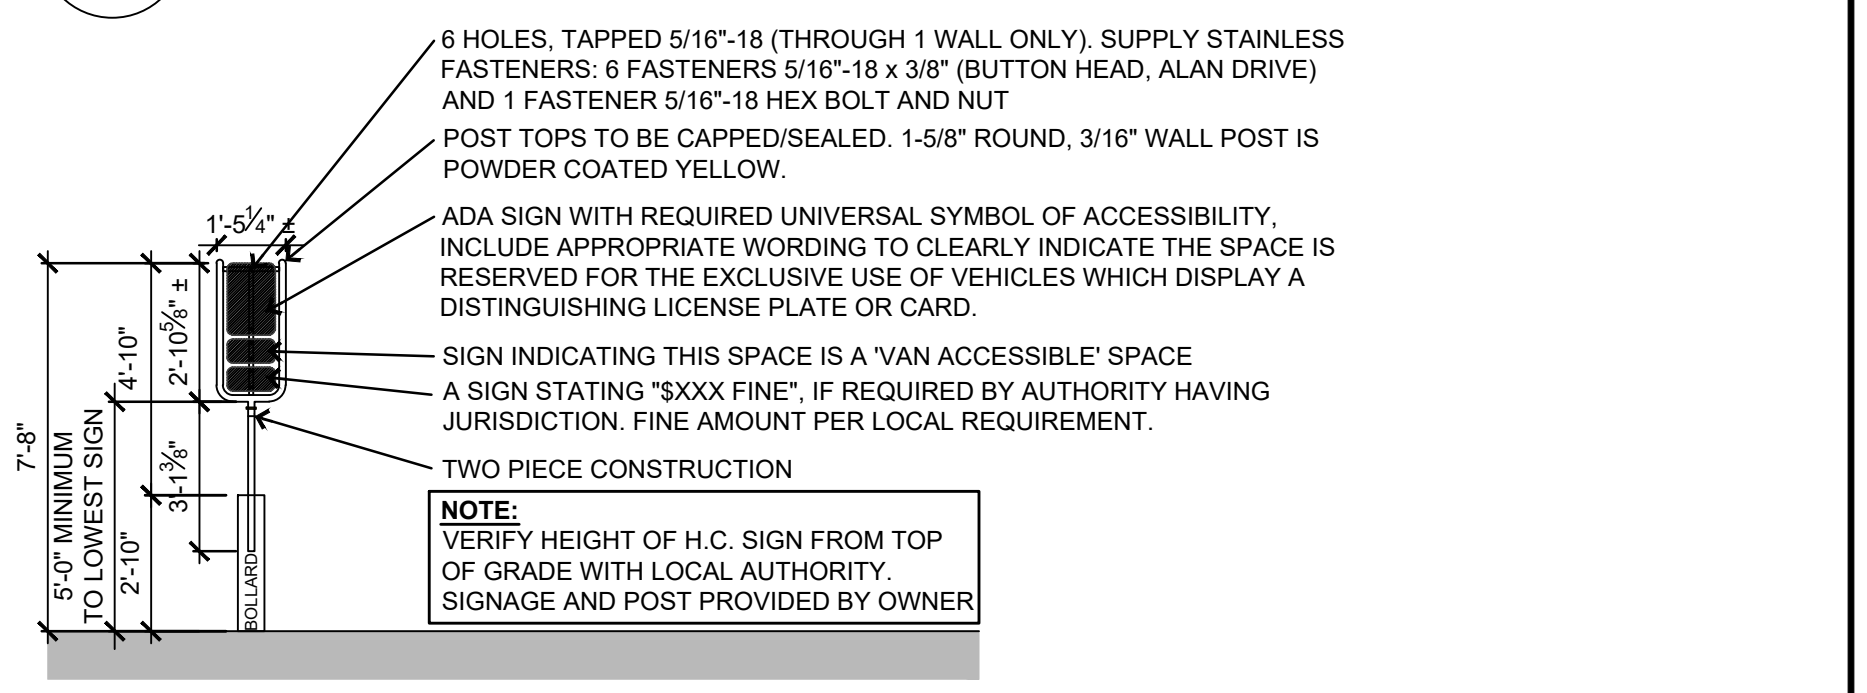 6 HOLES, TAPPED 5/16"-18 (THROUGH 1 WALL ONLY). SUPPLY STAINLESS
FASTENERS: 6 FASTENERS 5/16"-18 x 3/8" (BUTTON HEAD, ALAN DRIVE)
AND 1 FASTENER 5/16"-18 HEX BOLT AND NUT
POST TOPS TO BE CAPPED/SEALED. 1-5/8" ROUND, 3/16" WALL POST IS
POWDER COATED YELLOW.
ADA SIGN WITH REQUIRED UNIVERSAL SYMBOL OF ACCESSIBILITY,
INCLUDE APPROPRIATE WORDING TO CLEARLY INDICATE THE SPACE IS
RESERVED FOR THE EXCLUSIVE USE OF VEHICLES WHICH DISPLAY A
DISTINGUISHING LICENSE PLATE OR CARD.
SIGN INDICATING THIS SPACE IS A 'VAN ACCESSIBLE' SPACE
A SIGN STATING "$XXX FINE", IF REQUIRED BY AUTHORITY HAVING
JURISDICTION. FINE AMOUNT PER LOCAL REQUIREMENT.
TWO PIECE CONSTRUCTION
NOTE:
VERIFY HEIGHT OF H.C. SIGN FROM TOP
OF GRADE WITH LOCAL AUTHORITY.
SIGNAGE AND POST PROVIDED BY OWNER
1'-5 1/4" ±
7'-8"
5'-0" MINIMUM
TO LOWEST SIGN
4'-10"
2'-10"
2'-10 5/8" ±
3'-1 3/8"
BOLLARD